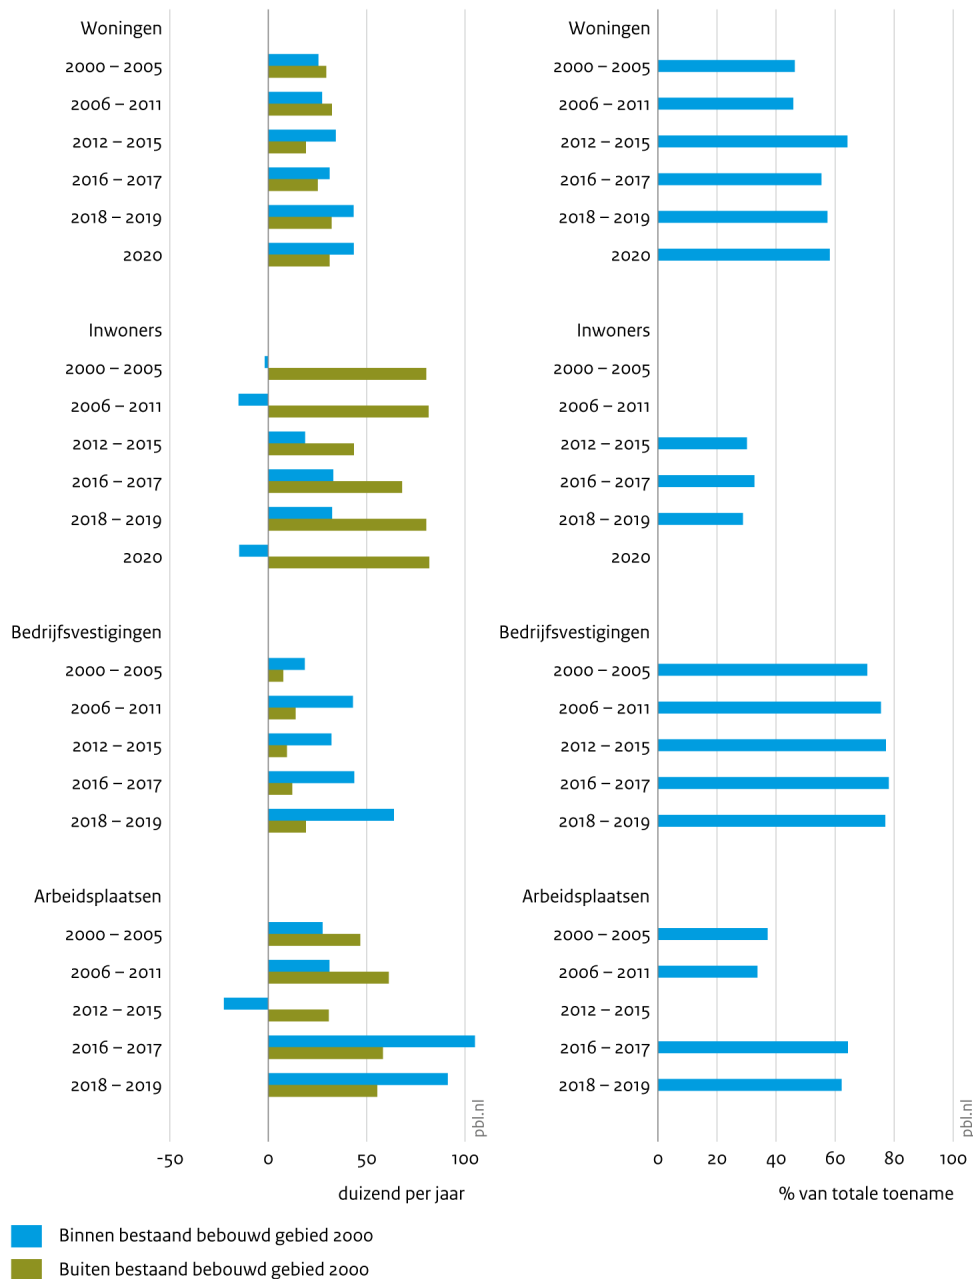 Woningen
2000 – 2005
2006 – 2011
2012 – 2015
2016 – 2017
2018 – 2019
2020
Inwoners
2000 – 2005
2006 – 2011
2012 – 2015
2016 – 2017
2018 – 2019
2020
Bedrijfsvestigingen
2000 – 2005
2006 – 2011
2012 – 2015
2016 – 2017
2018 – 2019
Arbeidsplaatsen
2000 – 2005
2006 – 2011
2012 – 2015
2016 – 2017
2018 – 2019
-50 0 50 100
duizend per jaar
pbl.nl
Woningen
2000 – 2005
2006 – 2011
2012 – 2015
2016 – 2017
2018 – 2019
2020
Inwoners
2000 – 2005
2006 – 2011
2012 – 2015
2016 – 2017
2018 – 2019
2020
Bedrijfsvestigingen
2000 – 2005
2006 – 2011
2012 – 2015
2016 – 2017
2018 – 2019
Arbeidsplaatsen
2000 – 2005
2006 – 2011
2012 – 2015
2016 – 2017
2018 – 2019
0 20 40 60 80 100
% van totale toename
pbl.nl
Binnen bestaand bebouwd gebied 2000
Buiten bestaand bebouwd gebied 2000